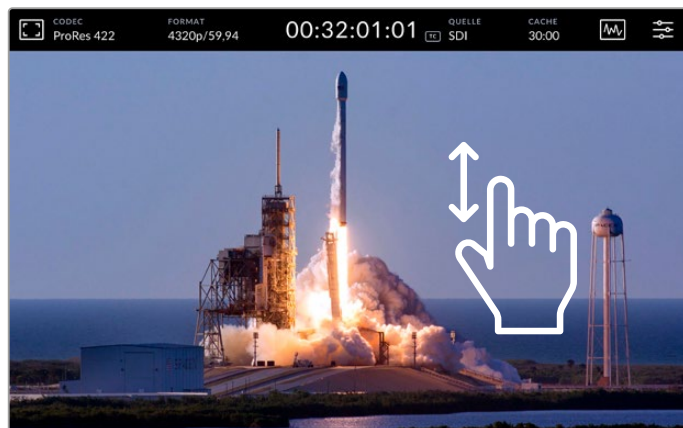 CODEC
ProRes 422
FORMAT
4320p/59,94
00:32:01:01
TC
QUELLE
SDI
CACHE
30:00